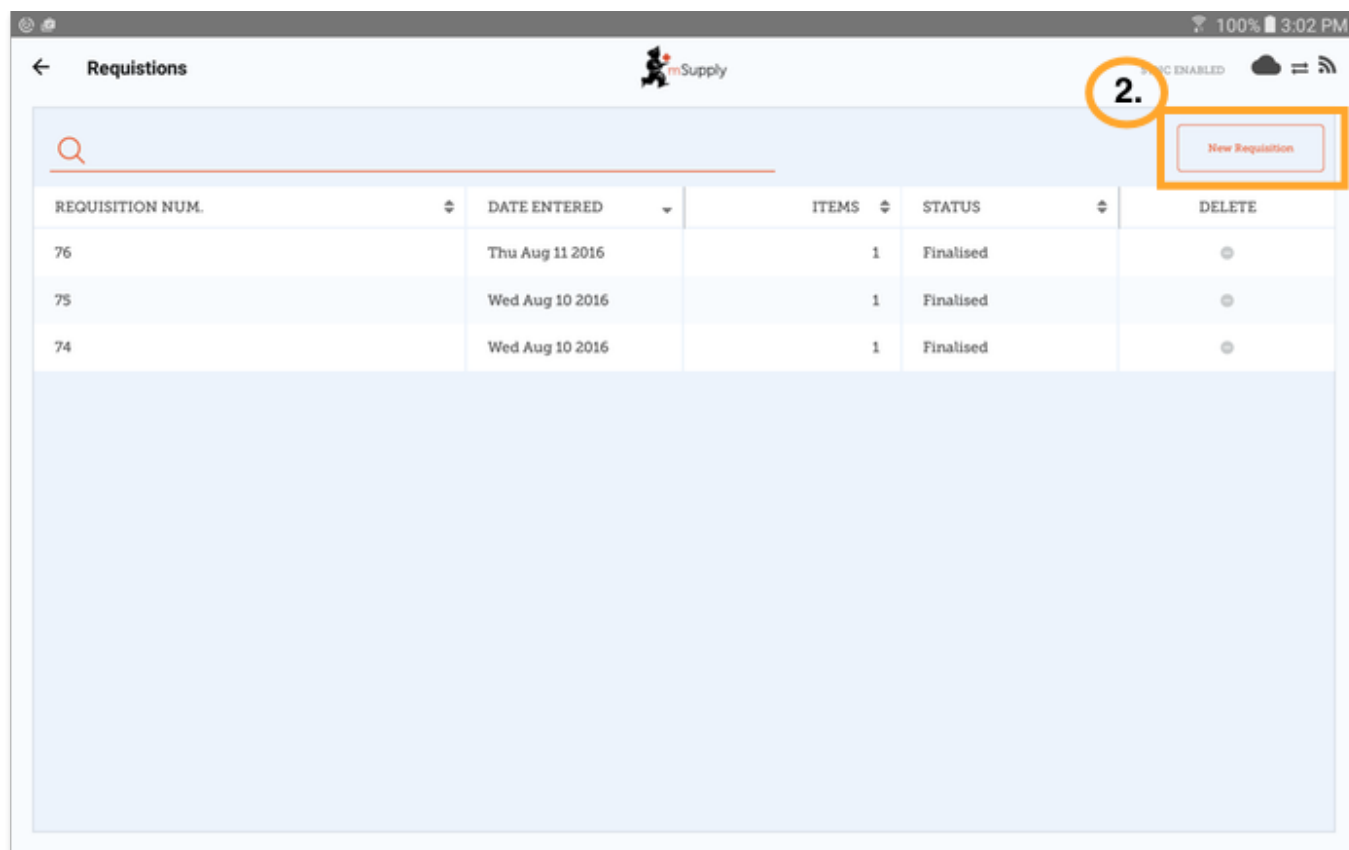 100% 3:02 PM
Requistions
mSupply
ENABLED
2.
New Requisition
REQUISITION NUM. DATE ENTERED ITEMS STATUS DELETE
76 Thu Aug 11 2016 1 Finalised
75 Wed Aug 10 2016 1 Finalised
74 Wed Aug 10 2016 1 Finalised